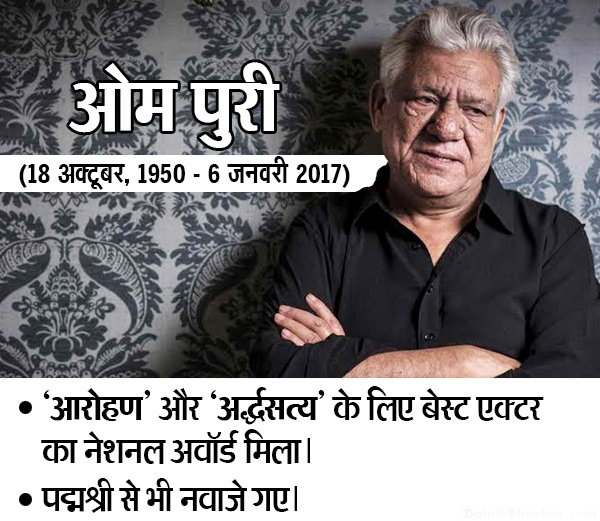 ओम पुरी
(18 अक्टूबर, 1950 - 6 जनवरी 2017)
• ‘आरोहण’ और ‘अर्द्धसत्य’ के लिए बेस्ट एक्टर
का नेशनल अवॉर्ड मिला।
• पद्मश्री से भी नवाजे गए।